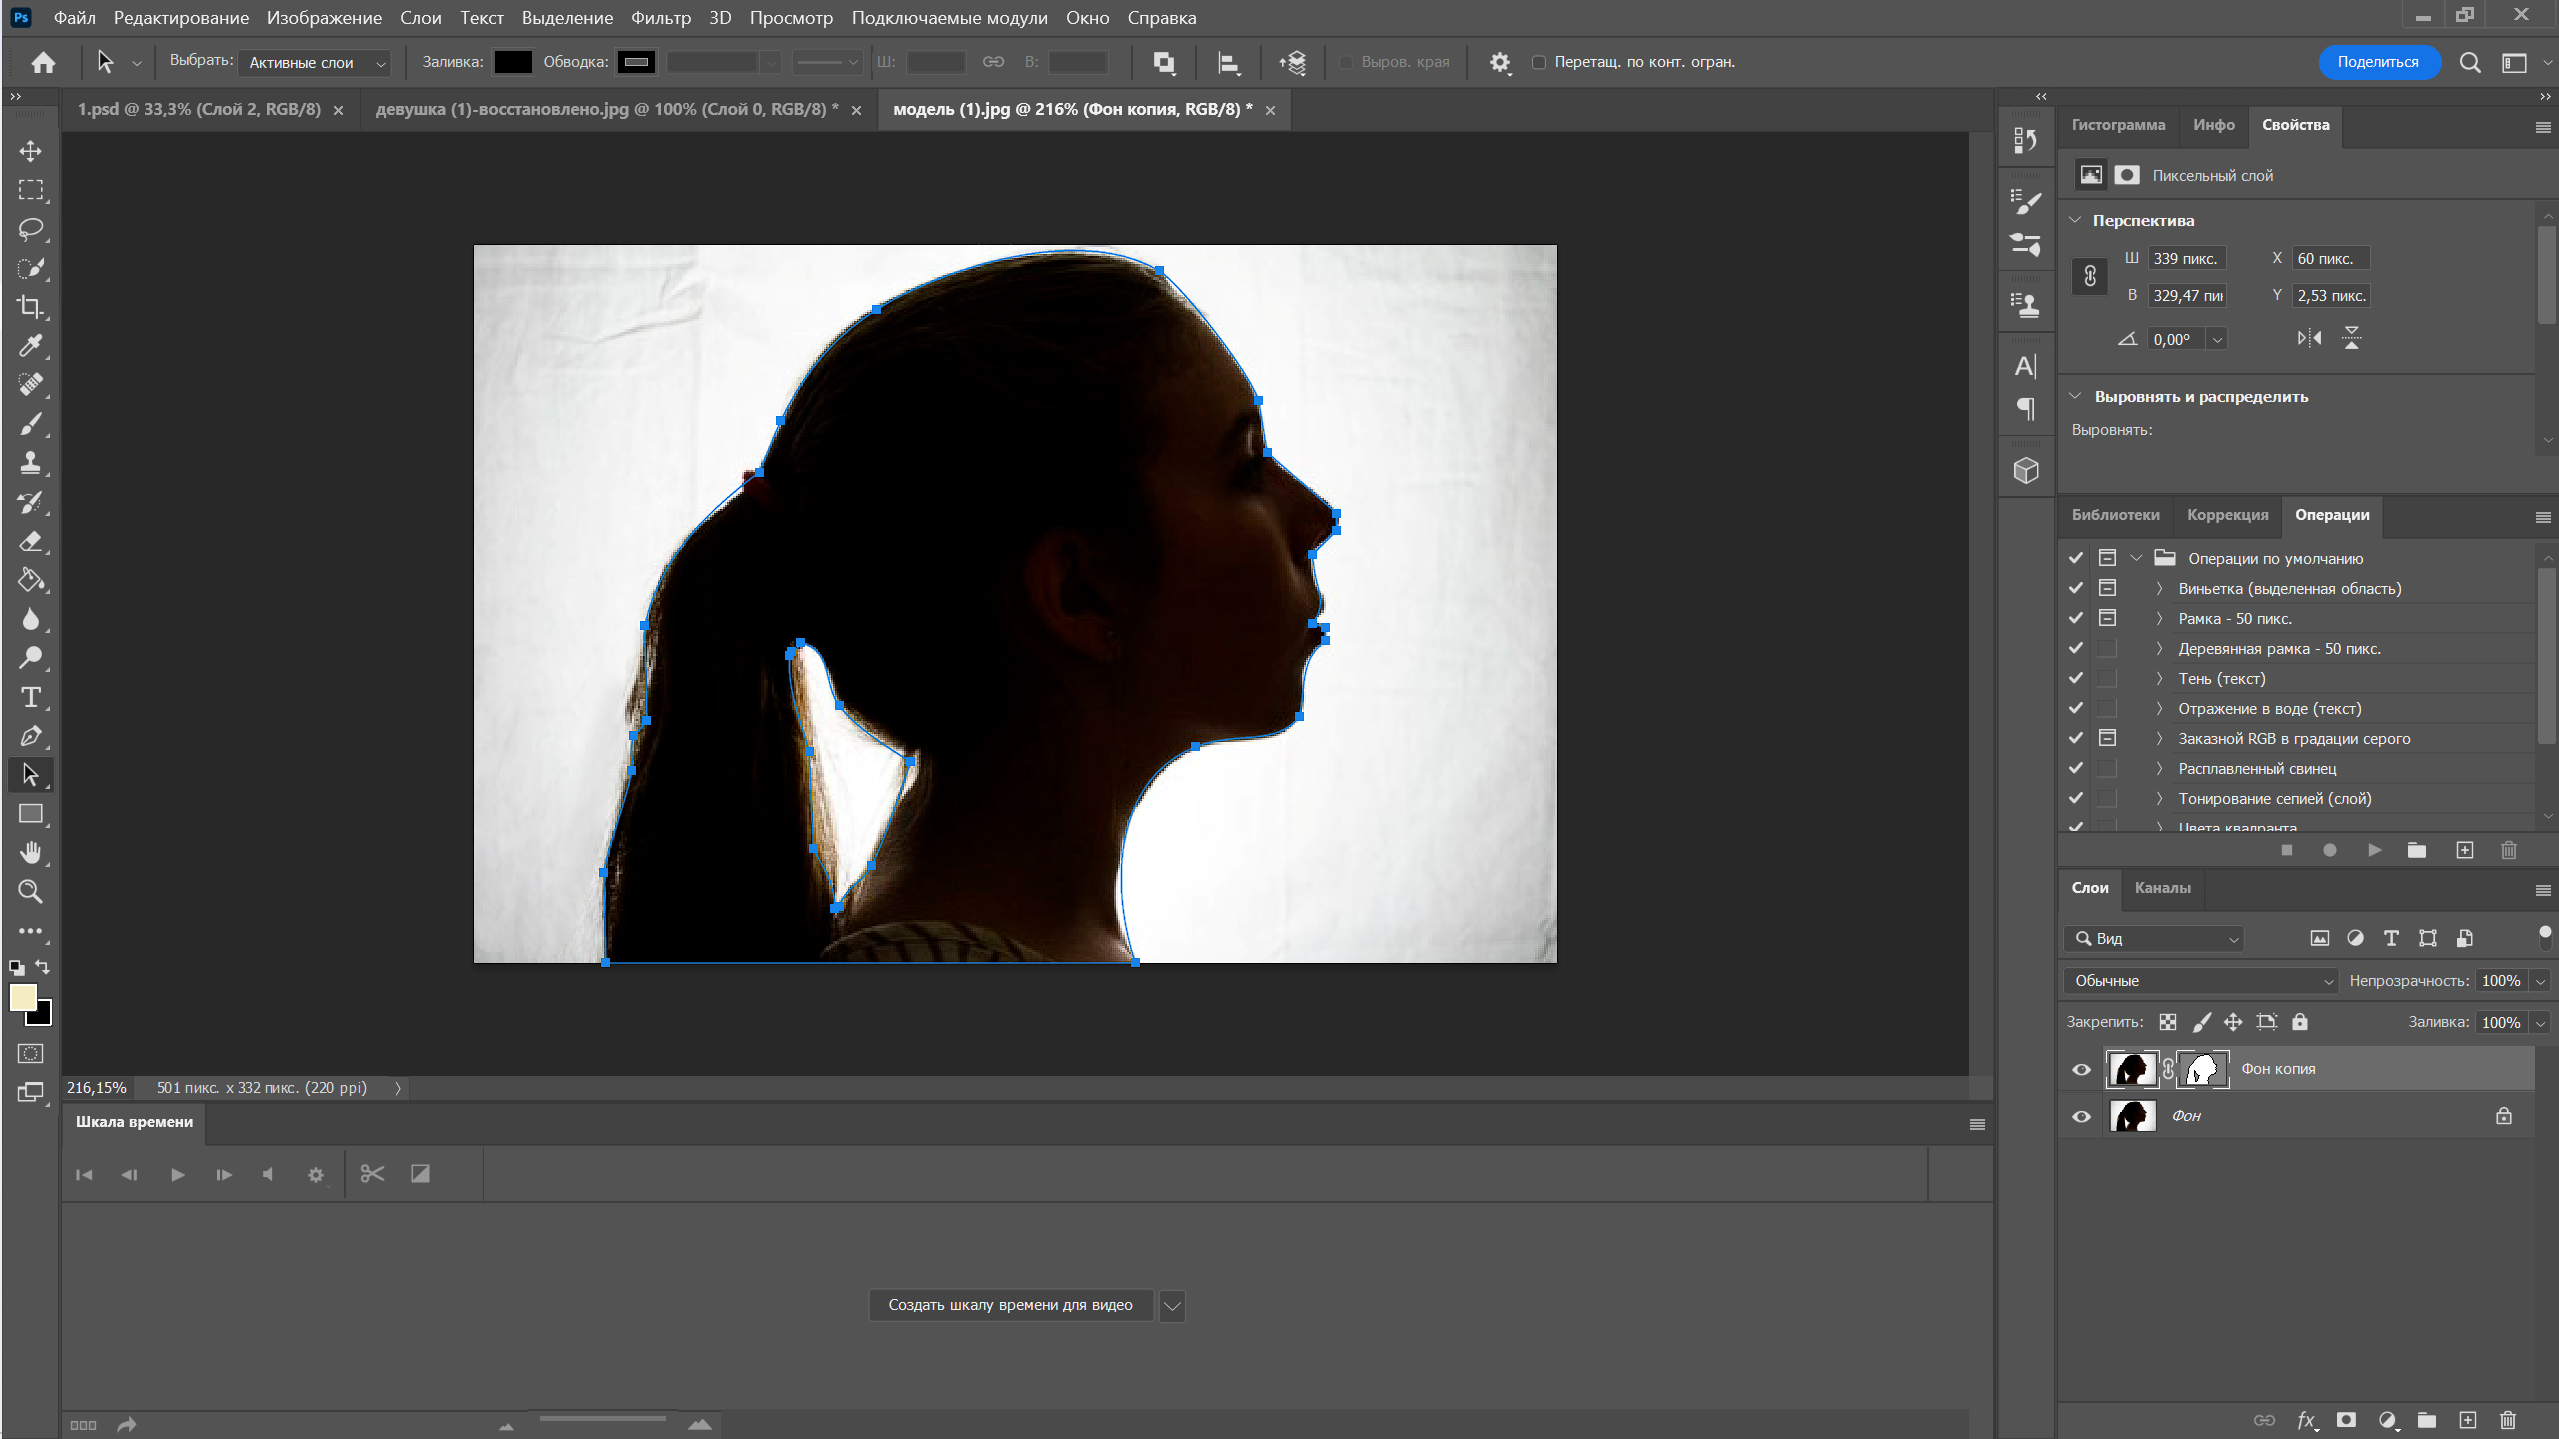 Ps Файл Редактирование Изображение Слои Текст Выделение Фильтр 3D Просмотр Подключаемые модули Окно Справка
Выбрать: Активные слои Заливка: Обводка: Ш: В: Выров. края Перетащ. по конт. огран. Поделиться
1.psd @ 33,3% (Слой 2, RGB/8) девушка (1)-восстановлено.jpg @ 100% (Слой 0, RGB/8) * модель (1).jpg @ 216% (Фон копия, RGB/8) *
Гистограмма Инфо Свойства
Пиксельный слой
Перспектива
Ш 339 пикс. X 60 пикс.
В 329,47 пик Y 2,53 пикс.
0,00°
Выровнять и распределить
Выровнять:
Библиотеки Коррекция Операции
Операции по умолчанию
Виньетка (выделенная область)
Рамка - 50 пикс.
Деревянная рамка - 50 пикс.
Тень (текст)
Отражение в воде (текст)
Заказной RGB в градации серого
Расплавленный свинец
Тонирование сепией (слой)
Цвета квадранта
Слои Каналы
Вид
Обычные Непрозрачность: 100%
Закрепить: Заливка: 100%
Фон копия
Фон
fx
216,15% 501 пикс. x 332 пикс. (220 ppi)
Шкала времени
Создать шкалу времени для видео